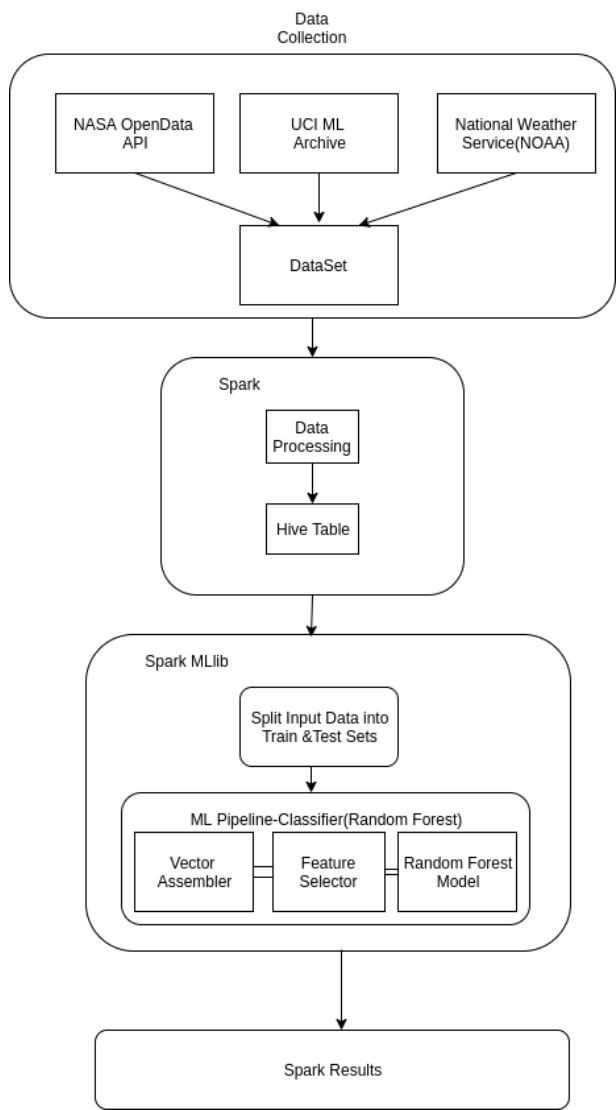 Data
Collection
NASA OpenData
API
UCI ML
Archive
National Weather
Service(NOAA)
DataSet
Spark
Data
Processing
Hive Table
Spark MLlib
Split Input Data into
Train &Test Sets
ML Pipeline-Classifier(Random Forest)
Vector
Assembler
Feature
Selector
Random Forest
Model
Spark Results